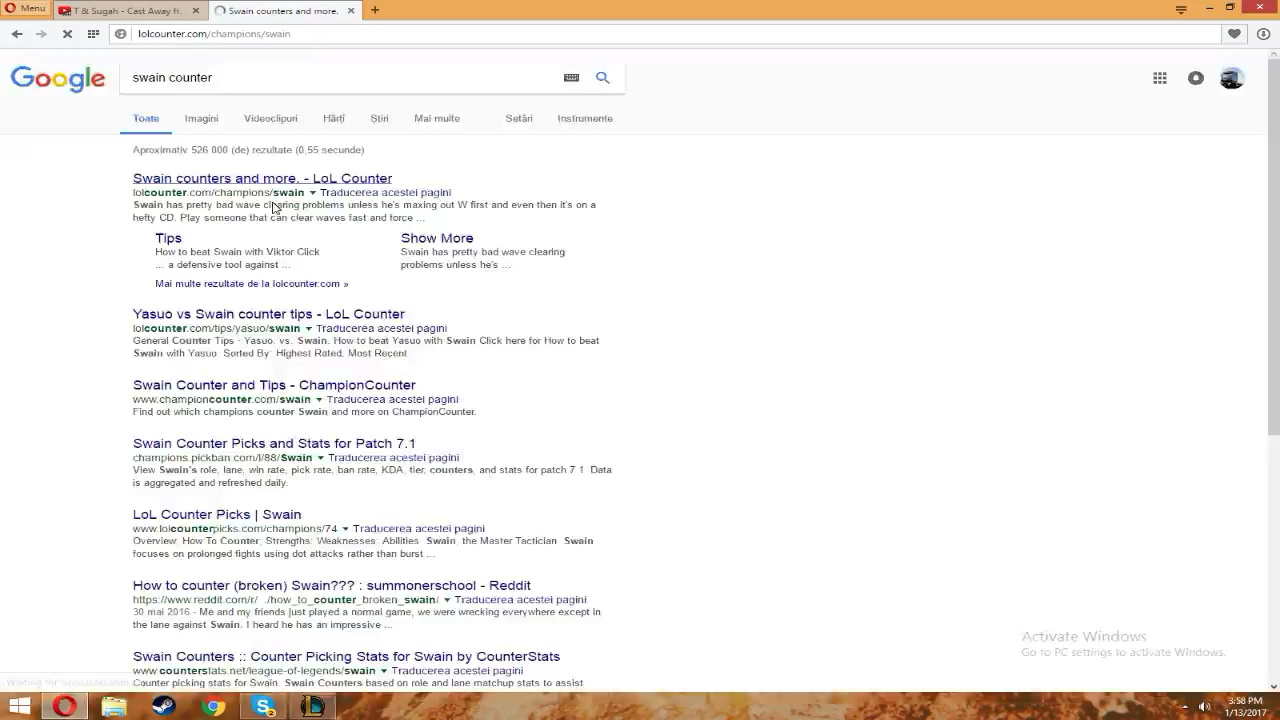 Menu
T & Sugah - Cast Away ft.
Swain counters and more.
lolcounter.com/champions/swain
Google
swain counter
Toate Imagini Videoclipuri Hărți Știri Mai multe Setări Instrumente
Aproximativ 526 000 (de) rezultate (0,55 secunde)
Swain counters and more. - LoL Counter
lolcounter.com/champions/swain Traducerea acestei pagini
Swain has pretty bad wave clearing problems unless he's maxing out W first and even then it's on a
hefty CD. Play someone that can clear waves fast and force ...
Tips
How to beat Swain with Viktor Click
... a defensive tool against ...
Show More
Swain has pretty bad wave clearing
problems unless he's ...
Mai multe rezultate de la lolcounter.com »
Yasuo vs Swain counter tips - LoL Counter
lolcounter.com/tips/yasuo/swain Traducerea acestei pagini
General Counter Tips · Yasuo. vs. Swain. How to beat Yasuo with Swain Click here for How to beat
Swain with Yasuo. Sorted By: Highest Rated. Most Recent.
Swain Counter and Tips - ChampionCounter
www.championcounter.com/swain Traducerea acestei pagini
Find out which champions counter Swain and more on ChampionCounter.
Swain Counter Picks and Stats for Patch 7.1
champions.pickban.com/l/88/Swain Traducerea acestei pagini
View Swain's role, lane, win rate, pick rate, ban rate, KDA, tier, counters, and stats for patch 7.1. Data
is aggregated and refreshed daily.
LoL Counter Picks | Swain
www.lolcounterpicks.com/champions/74 Traducerea acestei pagini
Overview: How To Counter; Strengths: Weaknesses: Abilities. Swain, the Master Tactician. Swain
focuses on prolonged fights using dot attacks rather than burst ...
How to counter (broken) Swain??? : summonerschool - Reddit
https://www.reddit.com/r/.../how_to_counter_broken_swain/ Traducerea acestei pagini
30 mai 2016 - Me and my friends just played a normal game, we were wrecking everywhere except in
the lane against Swain. I heard he has an impressive ...
Swain Counters :: Counter Picking Stats for Swain by CounterStats
www.counterstats.net/league-of-legends/swain Traducerea acestei pagini
Counter picking stats for Swain. Swain Counters based on role and lane matchup stats to assist
Activate Windows
Go to PC settings to activate Windows.
3:58 PM
1/13/2017